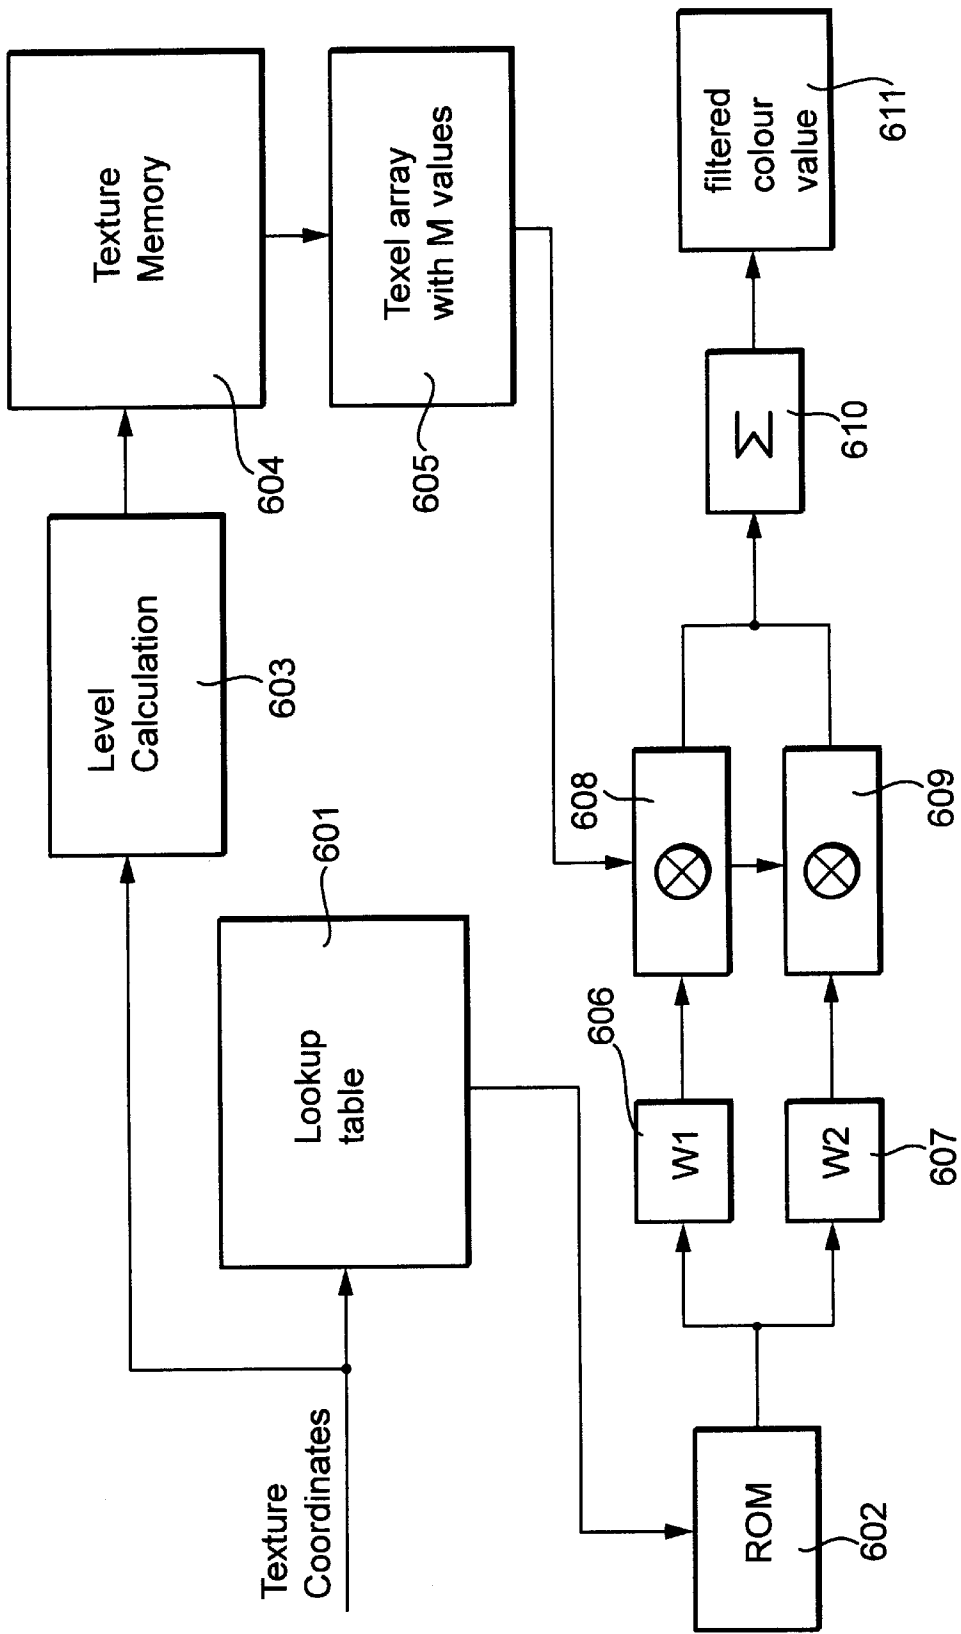 Texture
Coordinates
Level
Calculation
603
Texture
Memory
604
Lookup
table
601
Texel array
with M values
605
ROM
602
W1
606
W2
607
608
609
Σ
610
filtered
colour
value
611